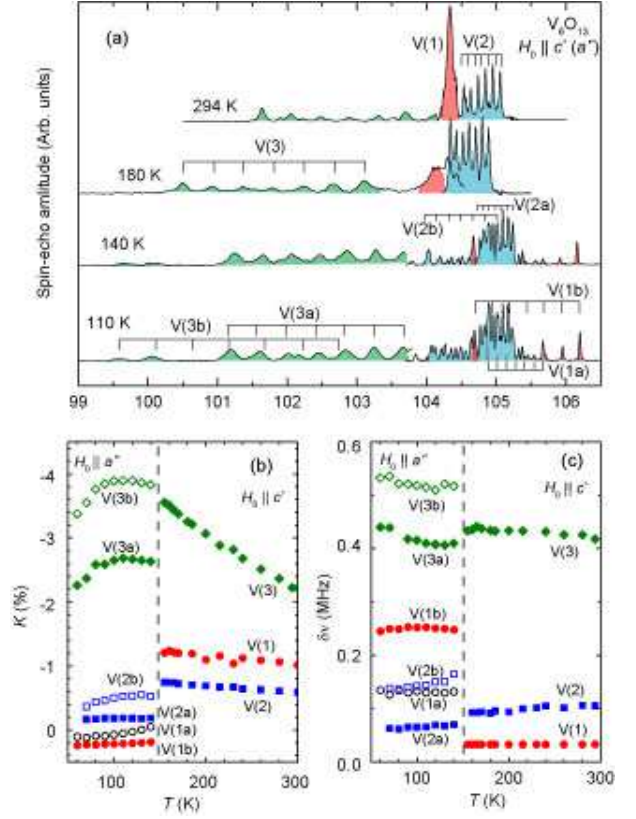 (a)
V₆O₁₃
H₀ || c' (a")
V(1)
V(2)
294 K
V(3)
180 K
V(2a)
V(2b)
140 K
V(1b)
110 K
V(3a)
V(3b)
V(1a)
Spin-echo amlitude (Arb. units)
99 100 101 102 103 104 105 106
H₀ || a"
(b)
H₀ || c'
V(3b)
V(3a)
V(3)
V(1)
V(2b)
V(2)
V(2a)
V(1a)
V(1b)
K (%)
-4
-3
-2
-1
0
100 200 300
T (K)
H₀ || a"
(c)
H₀ || c'
V(3b)
V(3a)
V(3)
V(1b)
V(2b)
V(1a)
V(2)
V(2a)
V(1)
δν (MHz)
0.6
0.4
0.2
0.0
100 200 300
T (K)